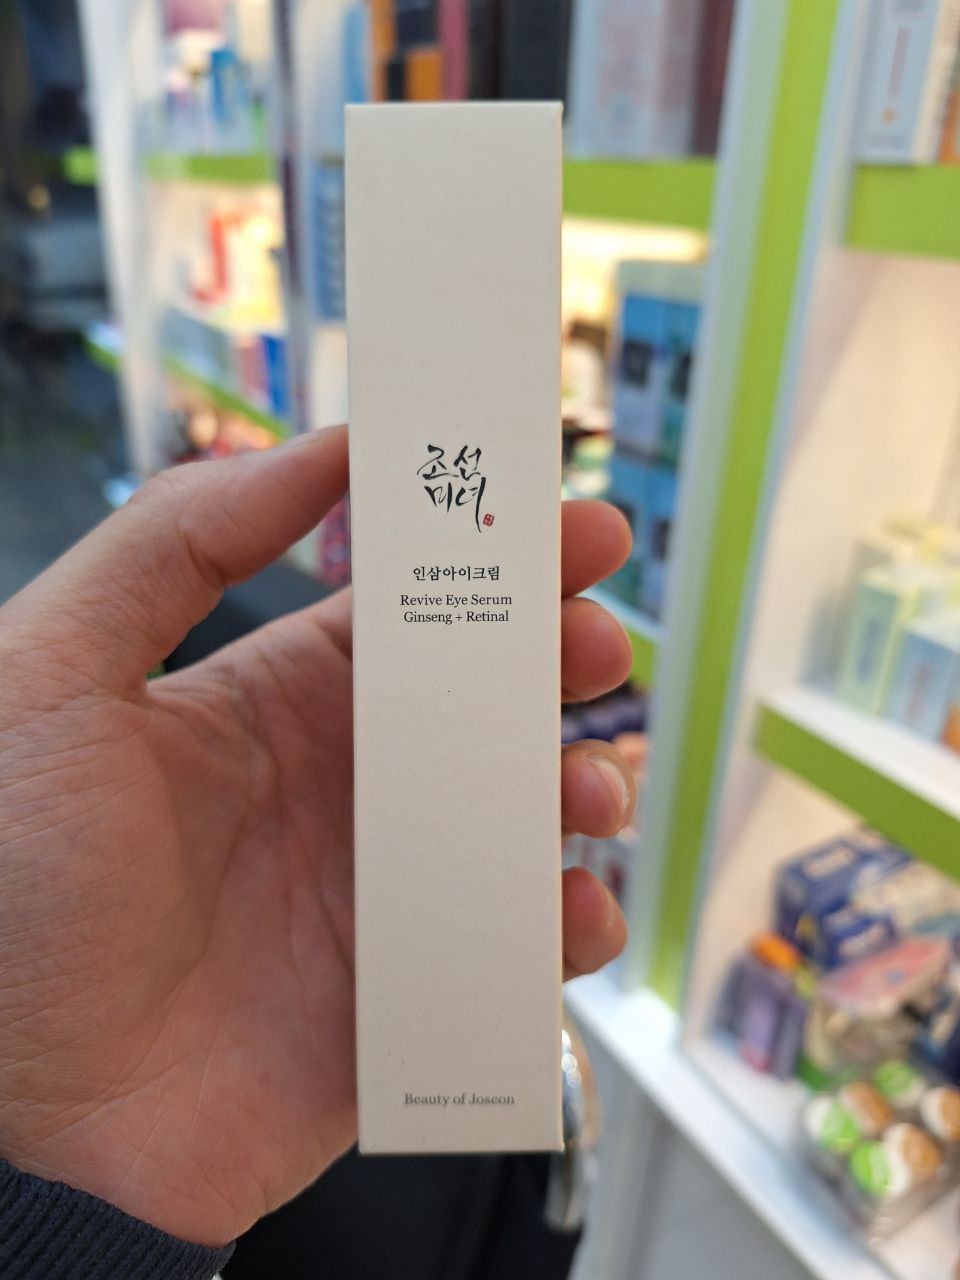 조선
미녀
인삼아이크림
Revive Eye Serum
Ginseng + Retinal
Beauty of Joseon